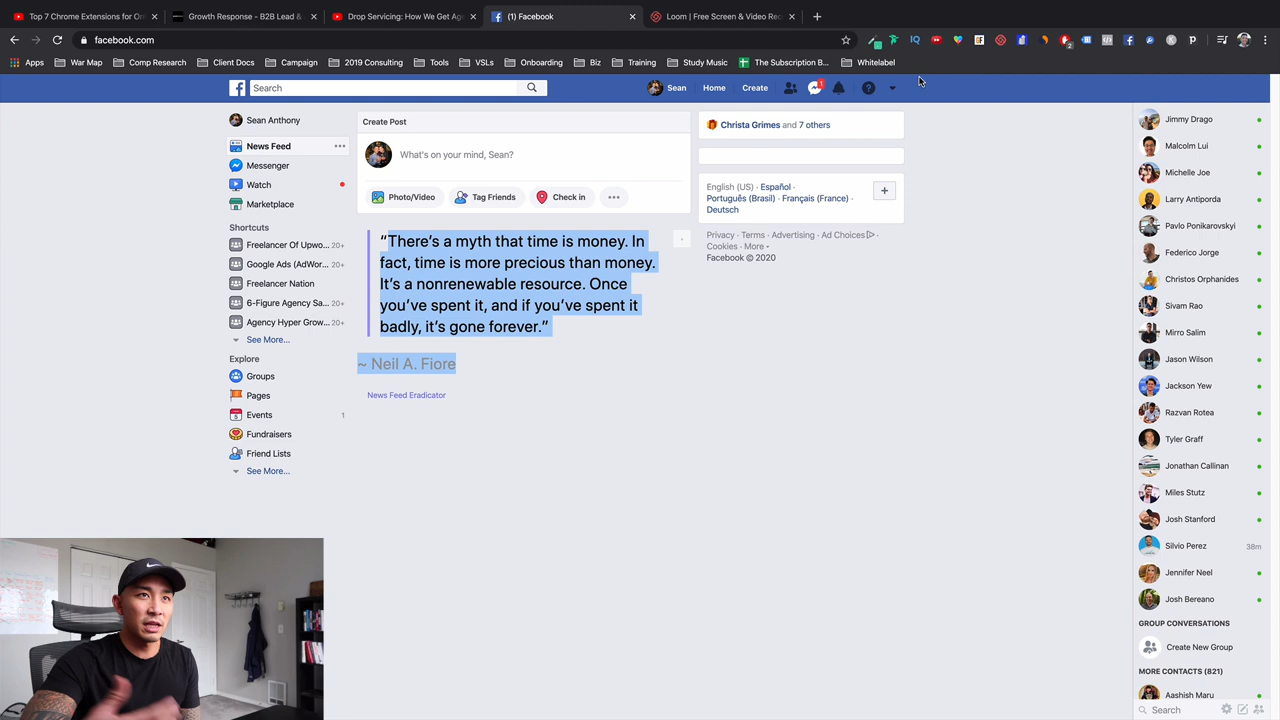 Top 7 Chrome Extensions for On
Growth Response - B2B Lead &
Drop Servicing: How We Get Age
(1) Facebook
Loom | Free Screen & Video Rec
facebook.com
Apps
War Map
Comp Research
Client Docs
Campaign
2019 Consulting
Tools
VSLs
Onboarding
Biz
Training
Study Music
The Subscription B...
Whitelabel
Search
Sean
Home
Create
1
Sean Anthony
News Feed
Messenger
Watch
Marketplace
Shortcuts
Freelancer Of Upwo... 20+
Google Ads (AdWor... 20+
Freelancer Nation
6-Figure Agency Sa... 20+
Agency Hyper Grow... 20+
See More...
Explore
Groups
Pages
Events 1
Fundraisers
Friend Lists
See More...
Create Post
What's on your mind, Sean?
Photo/Video
Tag Friends
Check in
“There’s a myth that time is money. In
fact, time is more precious than money.
It’s a nonrenewable resource. Once
you’ve spent it, and if you’ve spent it
badly, it’s gone forever.”
~ Neil A. Fiore
News Feed Eradicator
Christa Grimes and 7 others
English (US) · Español ·
Português (Brasil) · Français (France) ·
Deutsch
Privacy · Terms · Advertising · Ad Choices ·
Cookies · More
Facebook © 2020
Jimmy Drago
Malcolm Lui
Michelle Joe
Larry Antiporda
Pavlo Ponikarovskyi
Federico Jorge
Christos Orphanides
Sivam Rao
Mirro Salim
Jason Wilson
Jackson Yew
Razvan Rotea
Tyler Graff
Jonathan Callinan
Miles Stutz
Josh Stanford
Silvio Perez 38m
Jennifer Neel
Josh Bereano
GROUP CONVERSATIONS
Create New Group
MORE CONTACTS (821)
Aashish Maru
Search